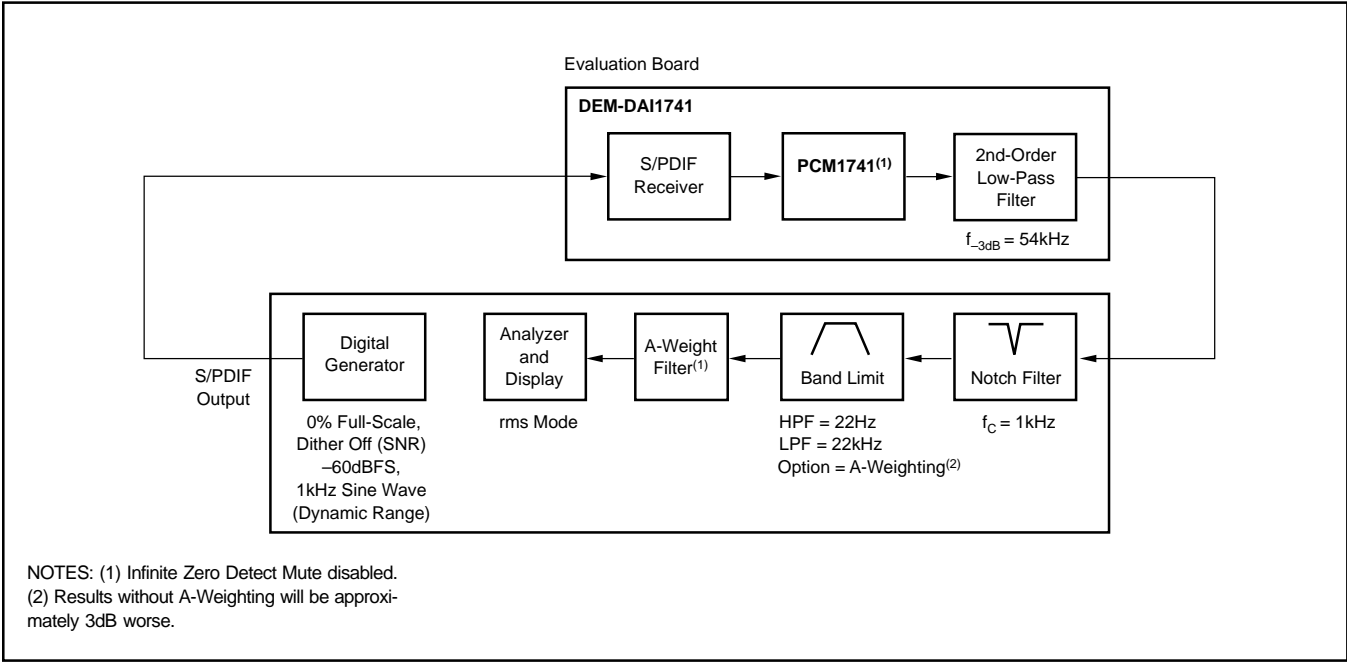 Evaluation Board
DEM-DAI1741
S/PDIF
Receiver
PCM1741(1)
2nd-Order
Low-Pass
Filter
f–3dB = 54kHz
S/PDIF
Output
Digital
Generator
0% Full-Scale,
Dither Off (SNR)
–60dBFS,
1kHz Sine Wave
(Dynamic Range)
Analyzer
and
Display
rms Mode
A-Weight
Filter(1)
Band Limit
HPF = 22Hz
LPF = 22kHz
Option = A-Weighting(2)
Notch Filter
fC = 1kHz
NOTES: (1) Infinite Zero Detect Mute disabled.
(2) Results without A-Weighting will be approxi-
mately 3dB worse.